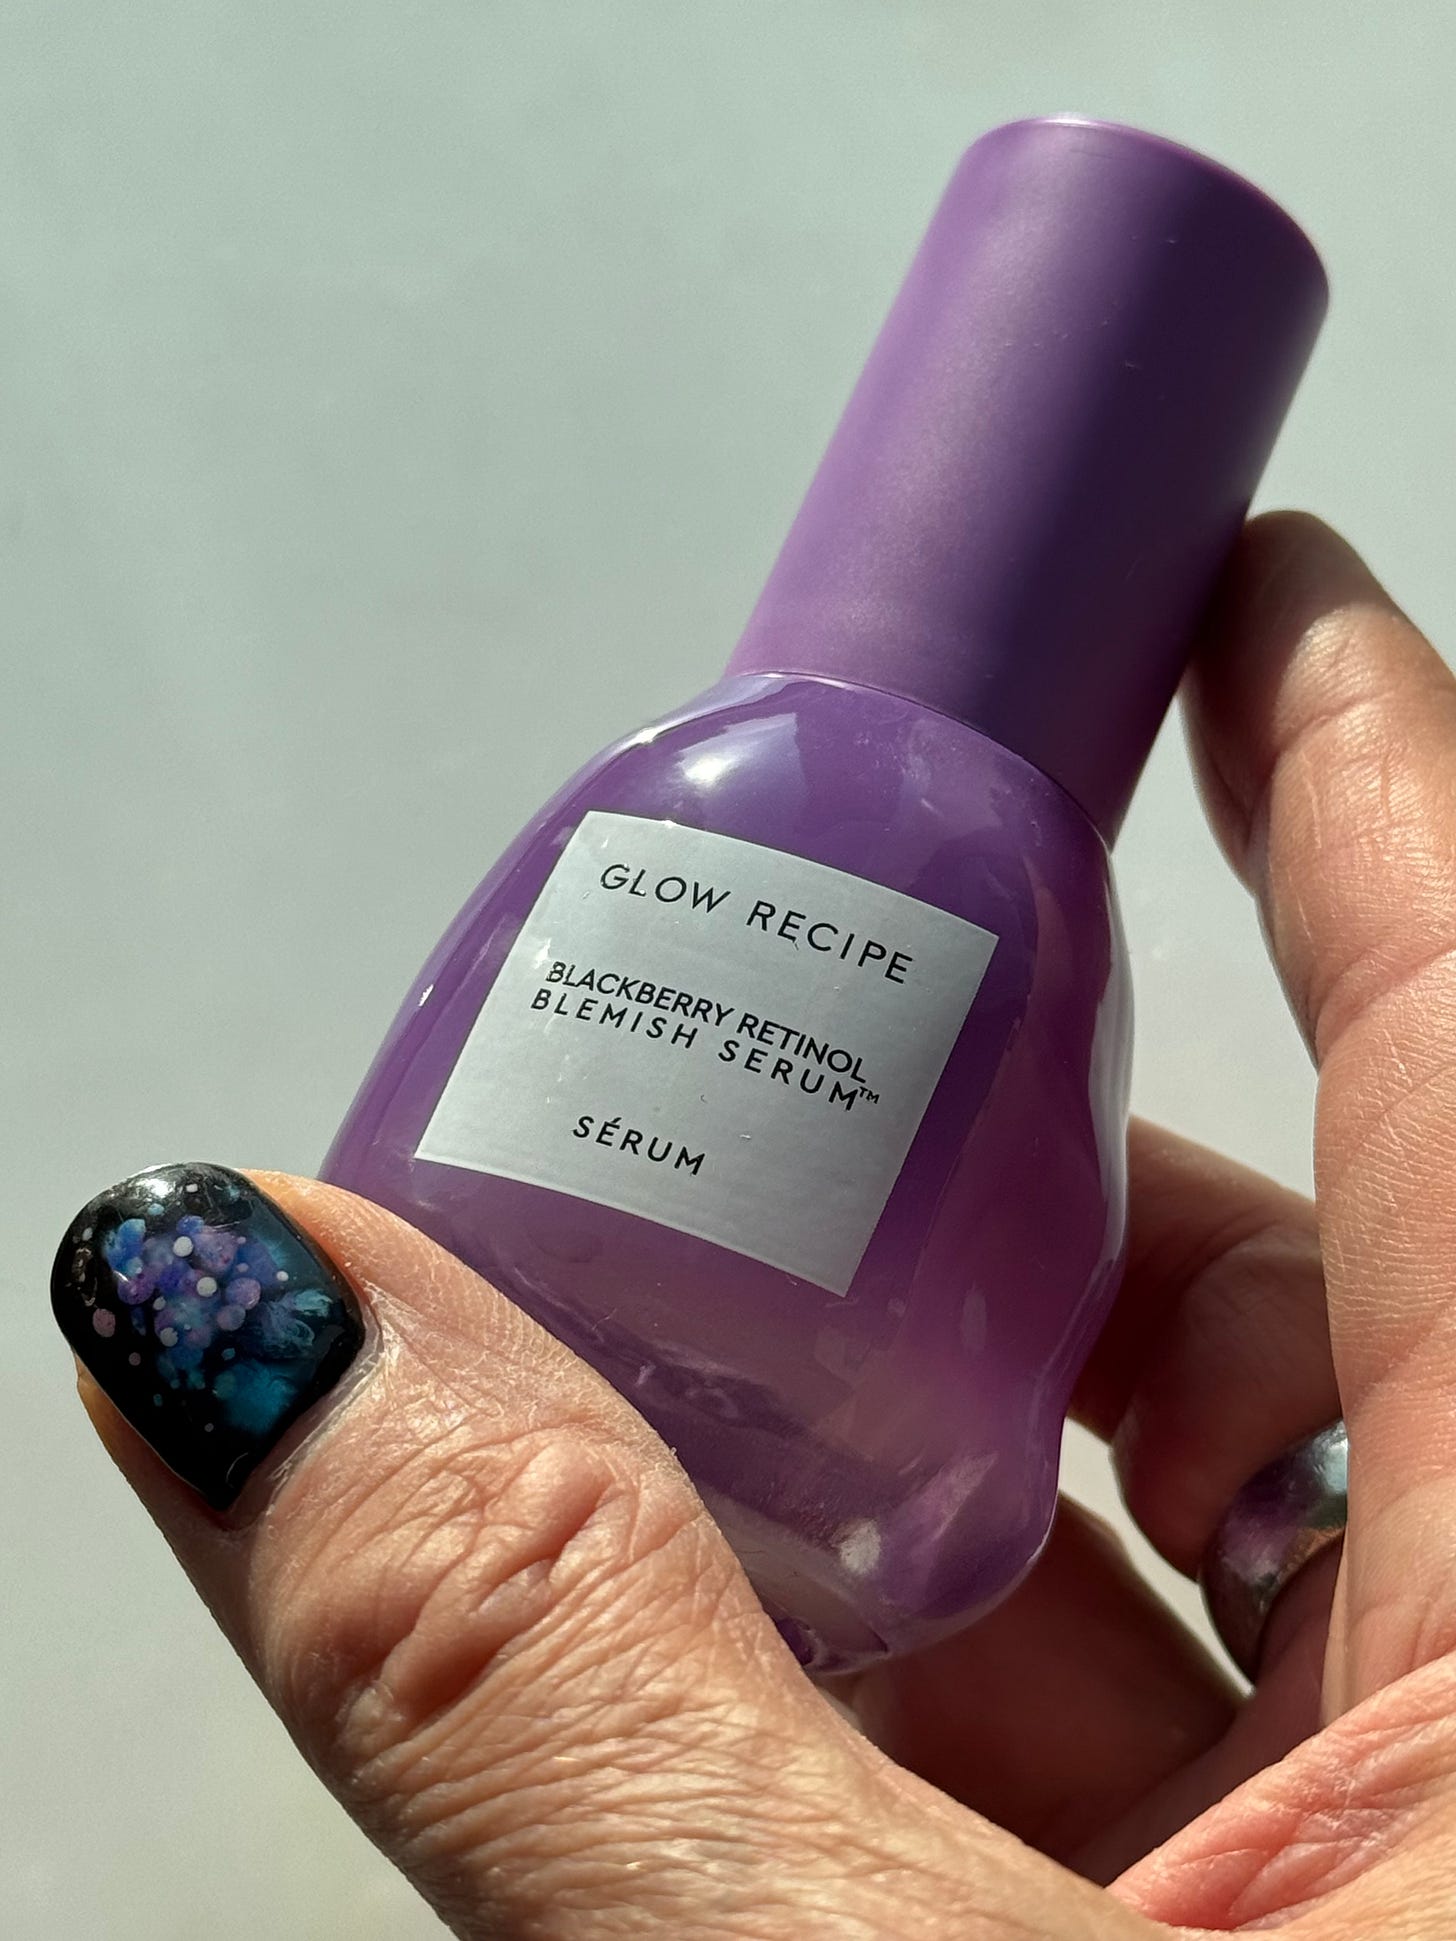 GLOW RECIPE
BLACKBERRY RETINOL
BLEMISH SERUM™
SÉRUM